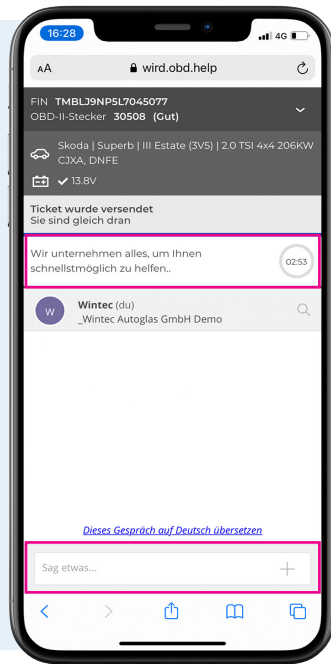 16:28
4G
AA
wird.obd.help
FIN TMBLJ9NP5L7045077
OBD-II-Stecker 30508 (Gut)
Skoda | Superb | III Estate (3V5) | 2.0 TSI 4x4 206KW
CJXA, DNFE
13.8V
Ticket wurde versendet
Sie sind gleich dran
Wir unternehmen alles, um Ihnen
schnellstmöglich zu helfen..
02:53
W
Wintec (du)
_Wintec Autoglas GmbH Demo
Dieses Gespräch auf Deutsch übersetzen
Sag etwas...